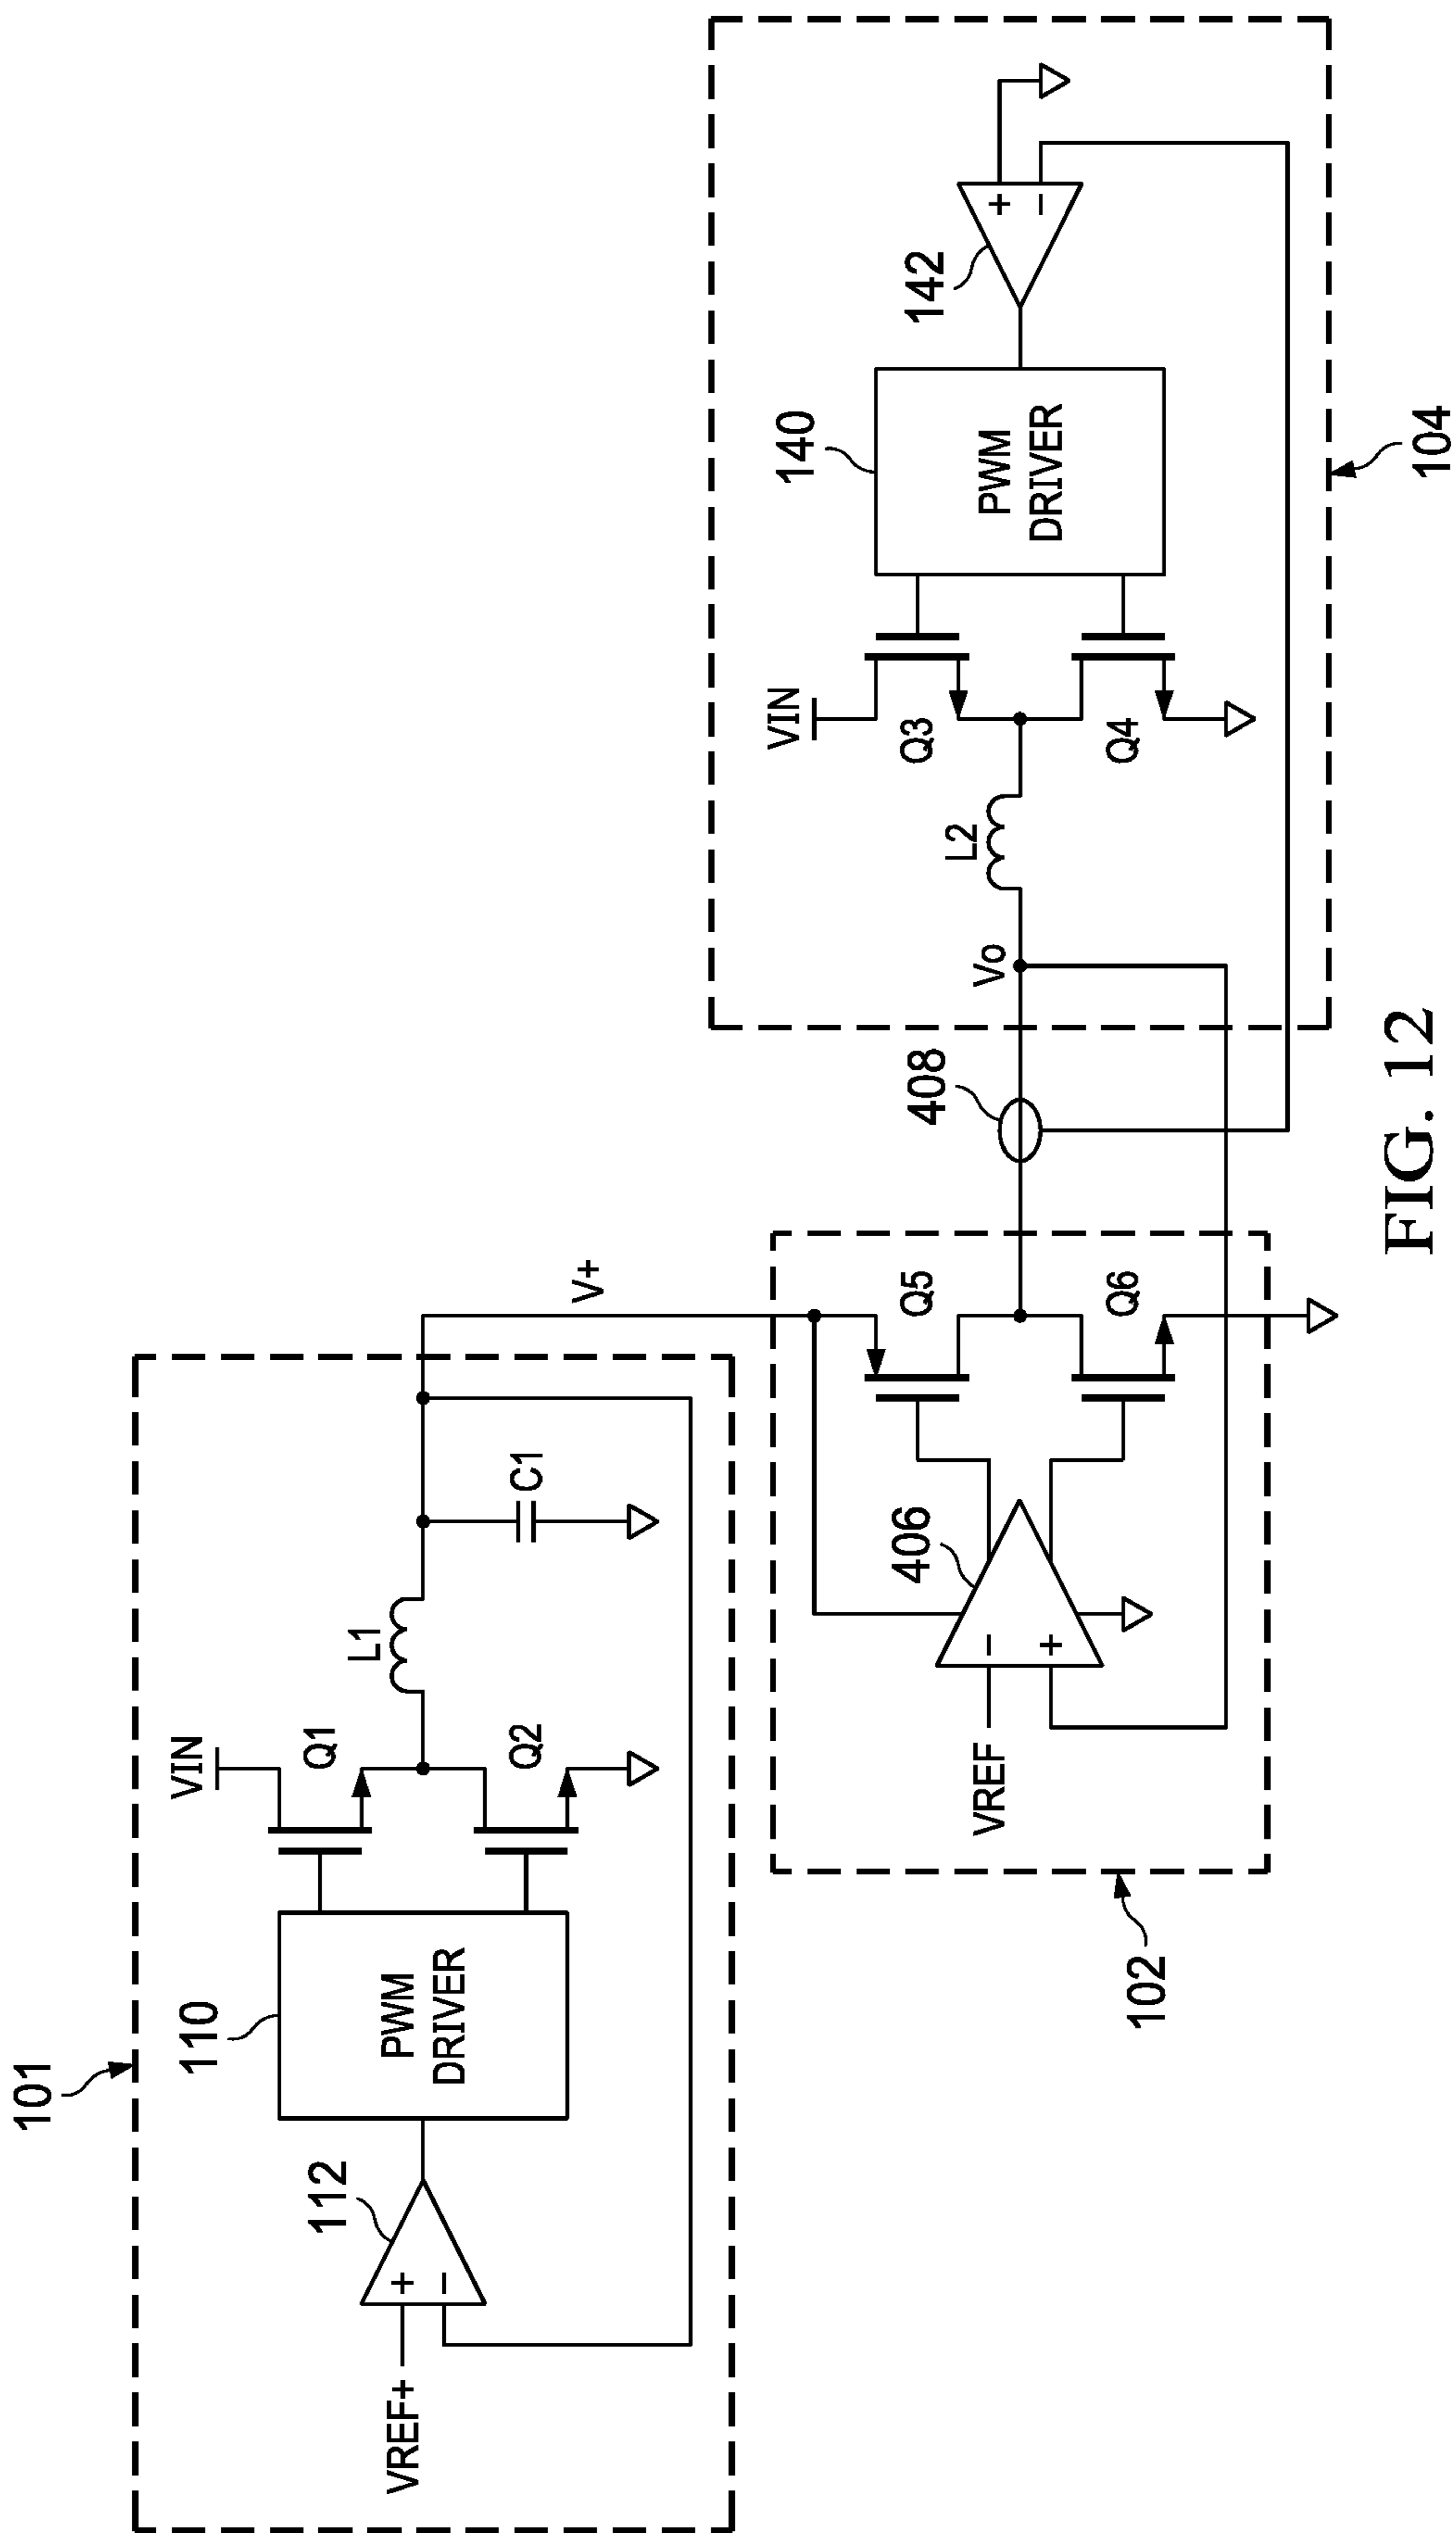 101
110
112
VREF+
+
−
PWM
DRIVER
VIN
Q1
Q2
L1
C1
V+
102
VREF
406
−
+
Q5
Q6
408
Vo
L2
VIN
Q3
Q4
140
PWM
DRIVER
142
+
−
104
FIG. 12